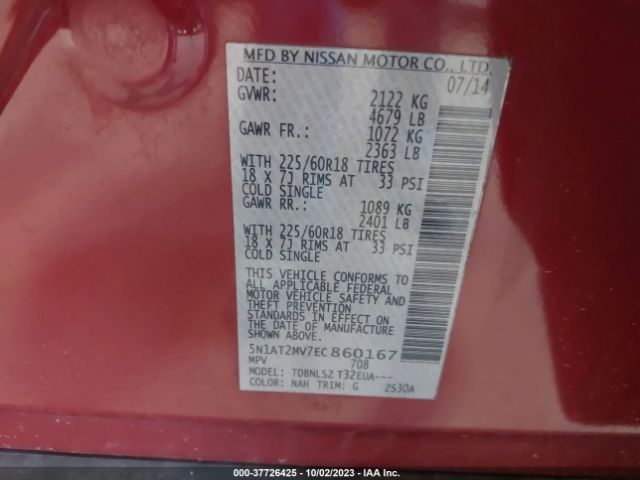 MFD BY NISSAN MOTOR CO., LTD.
DATE: 07/14
GVWR: 2122 KG
4679 LB
GAWR FR.: 1072 KG
2363 LB
WITH 225/60R18 TIRES
18 X 7J RIMS AT 33 PSI
COLD SINGLE
GAWR RR.: 1089 KG
2401 LB
WITH 225/60R18 TIRES
18 X 7J RIMS AT 33 PSI
COLD SINGLE
THIS VEHICLE CONFORMS TO
ALL APPLICABLE FEDERAL
MOTOR VEHICLE SAFETY AND
THEFT PREVENTION
STANDARDS IN EFFECT ON
THE DATE OF MANUFACTURE
SHOWN ABOVE.
5N1AT2MV7EC860167
MPV 708
MODEL: TDBNLS2 T32EUA---
COLOR: NAH TRIM: G 2S30A
000-37726425 - 10/02/2023 - IAA Inc.